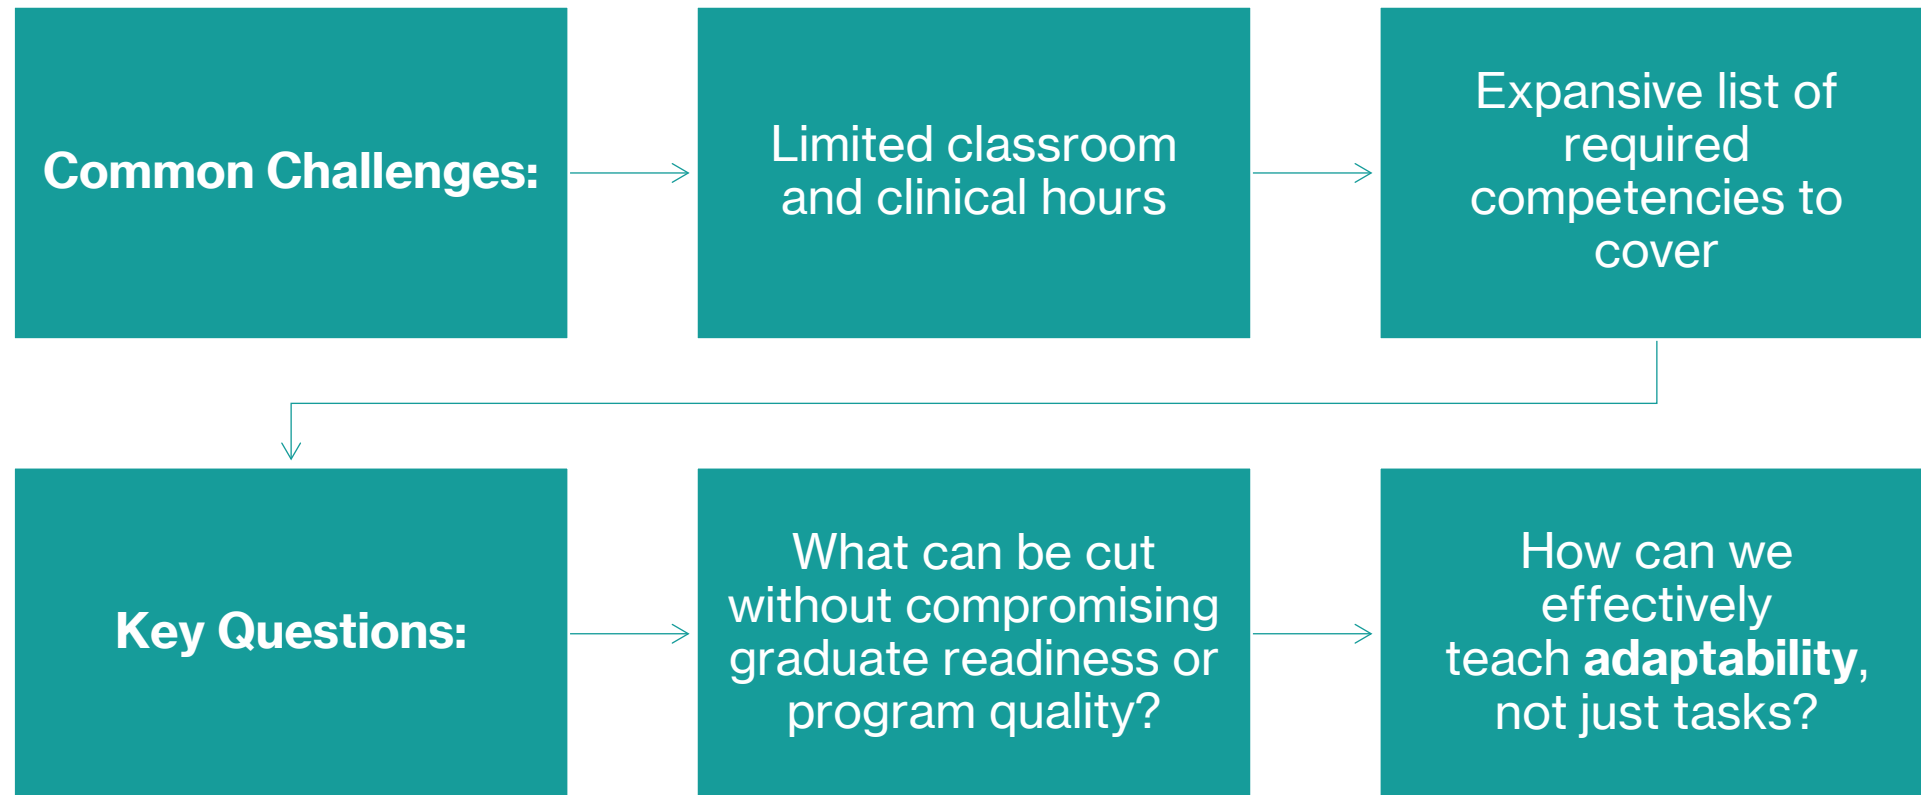 Common Challenges:
Limited classroom
and clinical hours
Expansive list of
required
competencies to
cover
Key Questions:
What can be cut
without compromising
graduate readiness or
program quality?
How can we
effectively
teach adaptability,
not just tasks?